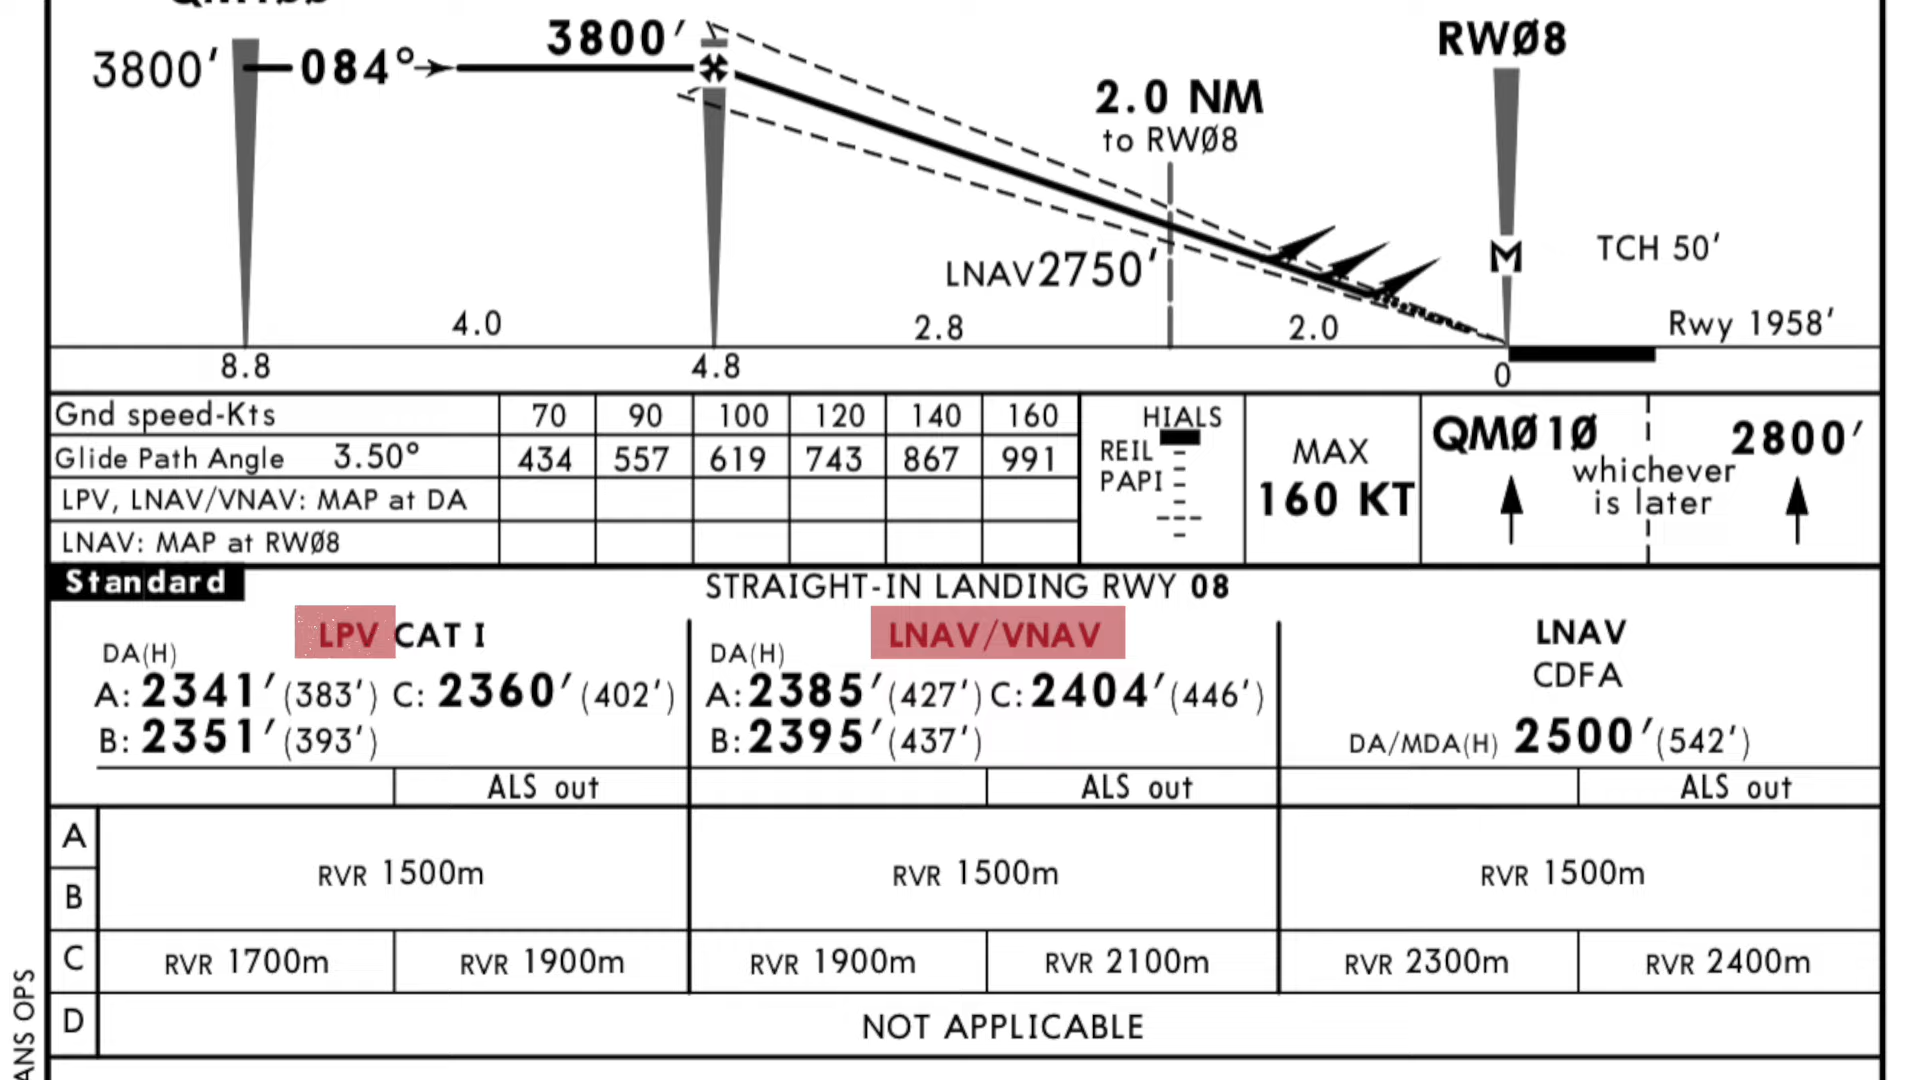 3800′ 084° 3800′ RWØ8
2.0 NM
to RWØ8
M TCH 50′
LNAV2750′
4.0 2.8 2.0 Rwy 1958′
8.8 4.8 0
Gnd speed-Kts 70 90 100 120 140 160
Glide Path Angle 3.50° 434 557 619 743 867 991
LPV, LNAV/VNAV: MAP at DA
LNAV: MAP at RWØ8
HIALS
REIL
PAPI
MAX
160 KT
QMØ1Ø 2800′
whichever
is later
Standard STRAIGHT-IN LANDING RWY 08
LPV CAT I
DA(H)
A: 2341′(383′) C: 2360′(402′)
B: 2351′(393′)
LNAV/VNAV
DA(H)
A: 2385′(427′) C: 2404′(446′)
B: 2395′(437′)
LNAV
CDFA
DA/MDA(H) 2500′(542′)
ALS out ALS out ALS out
A
B
RVR 1500m RVR 1500m RVR 1500m
C RVR 1700m RVR 1900m RVR 1900m RVR 2100m RVR 2300m RVR 2400m
D NOT APPLICABLE
ANS OPS